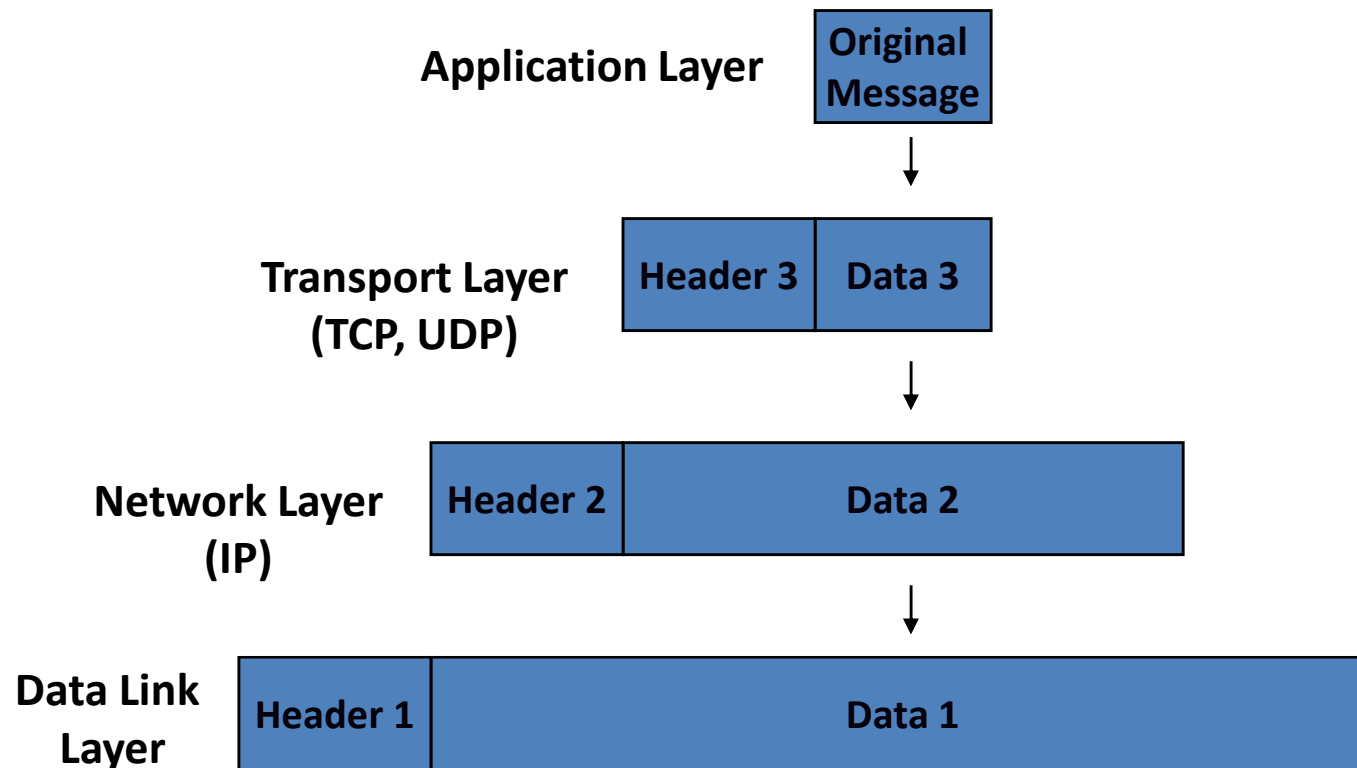 Application Layer
Original
Message
Transport Layer
(TCP, UDP)
Header 3
Data 3
Network Layer
(IP)
Header 2
Data 2
Data Link
Layer
Header 1
Data 1